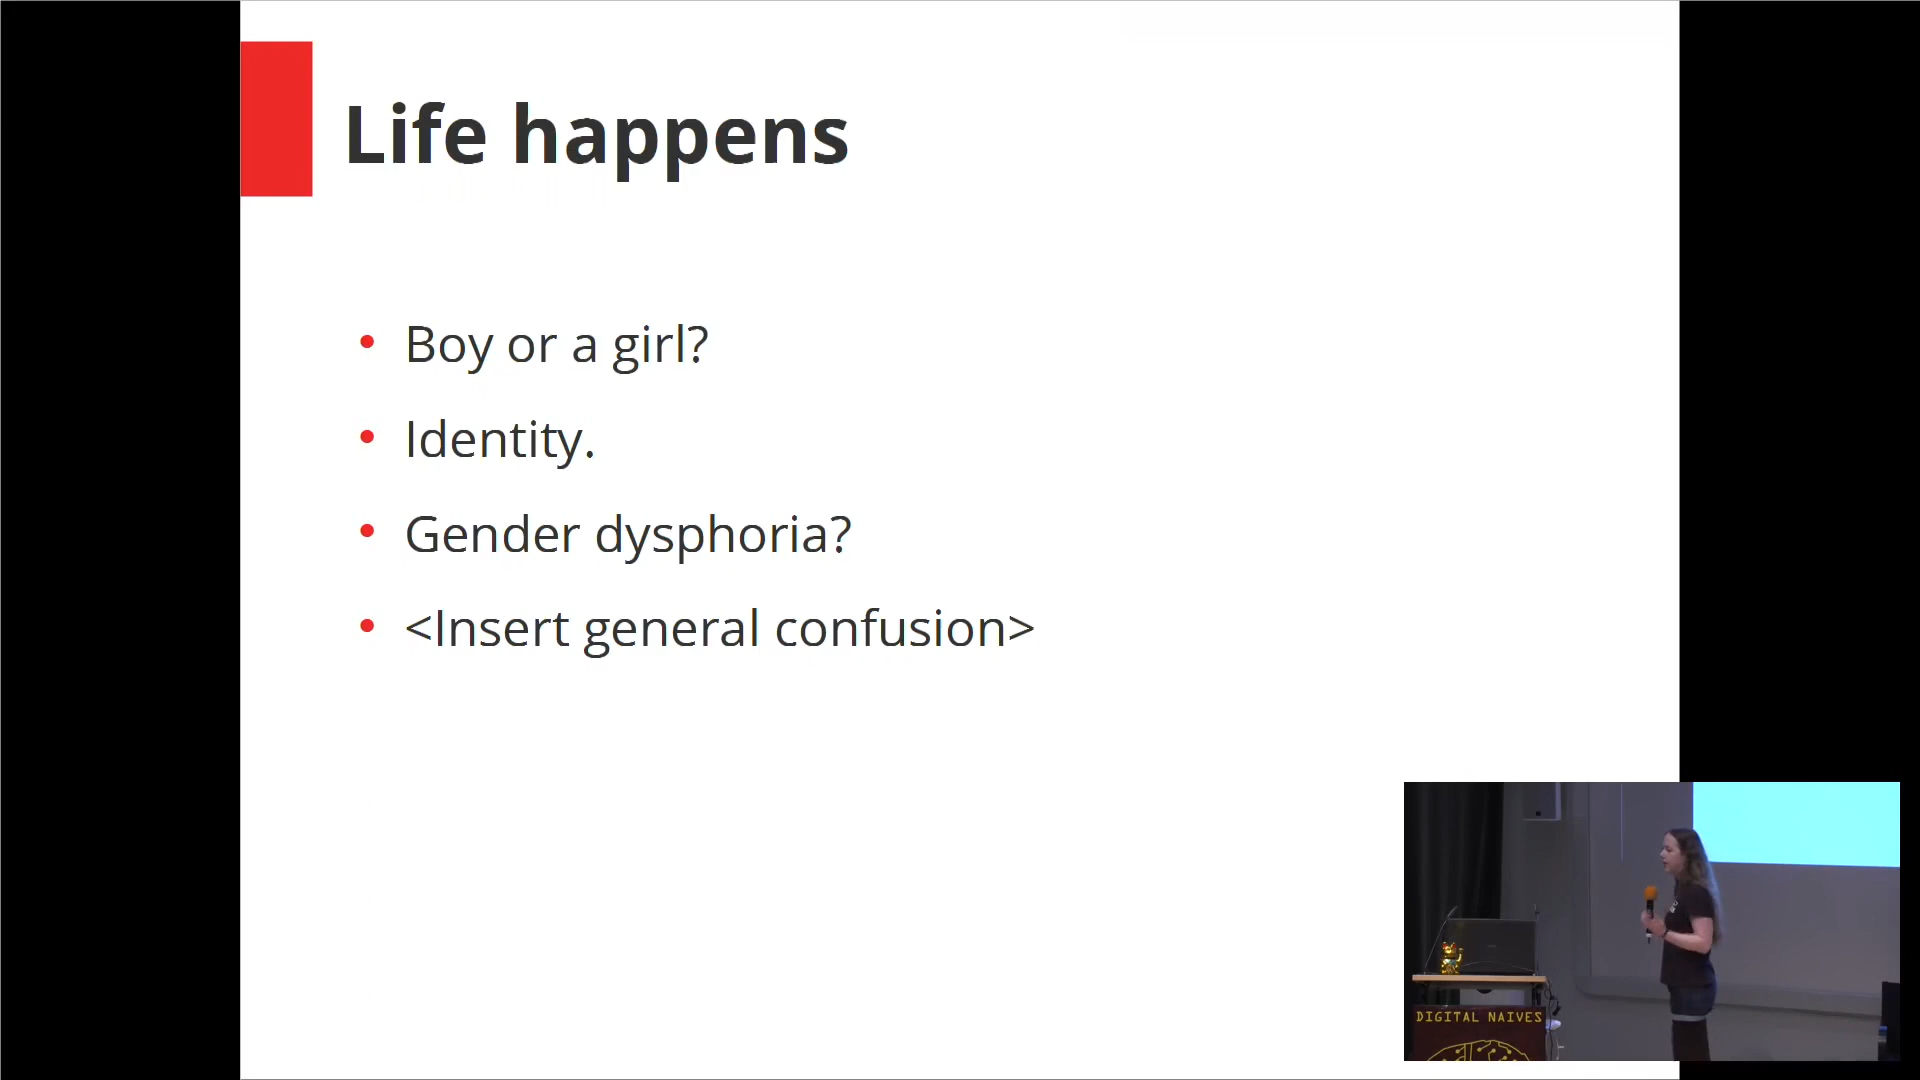 Life happens
Boy or a girl?
Identity.
Gender dysphoria?
<Insert general confusion>
DIGITAL NAIVES